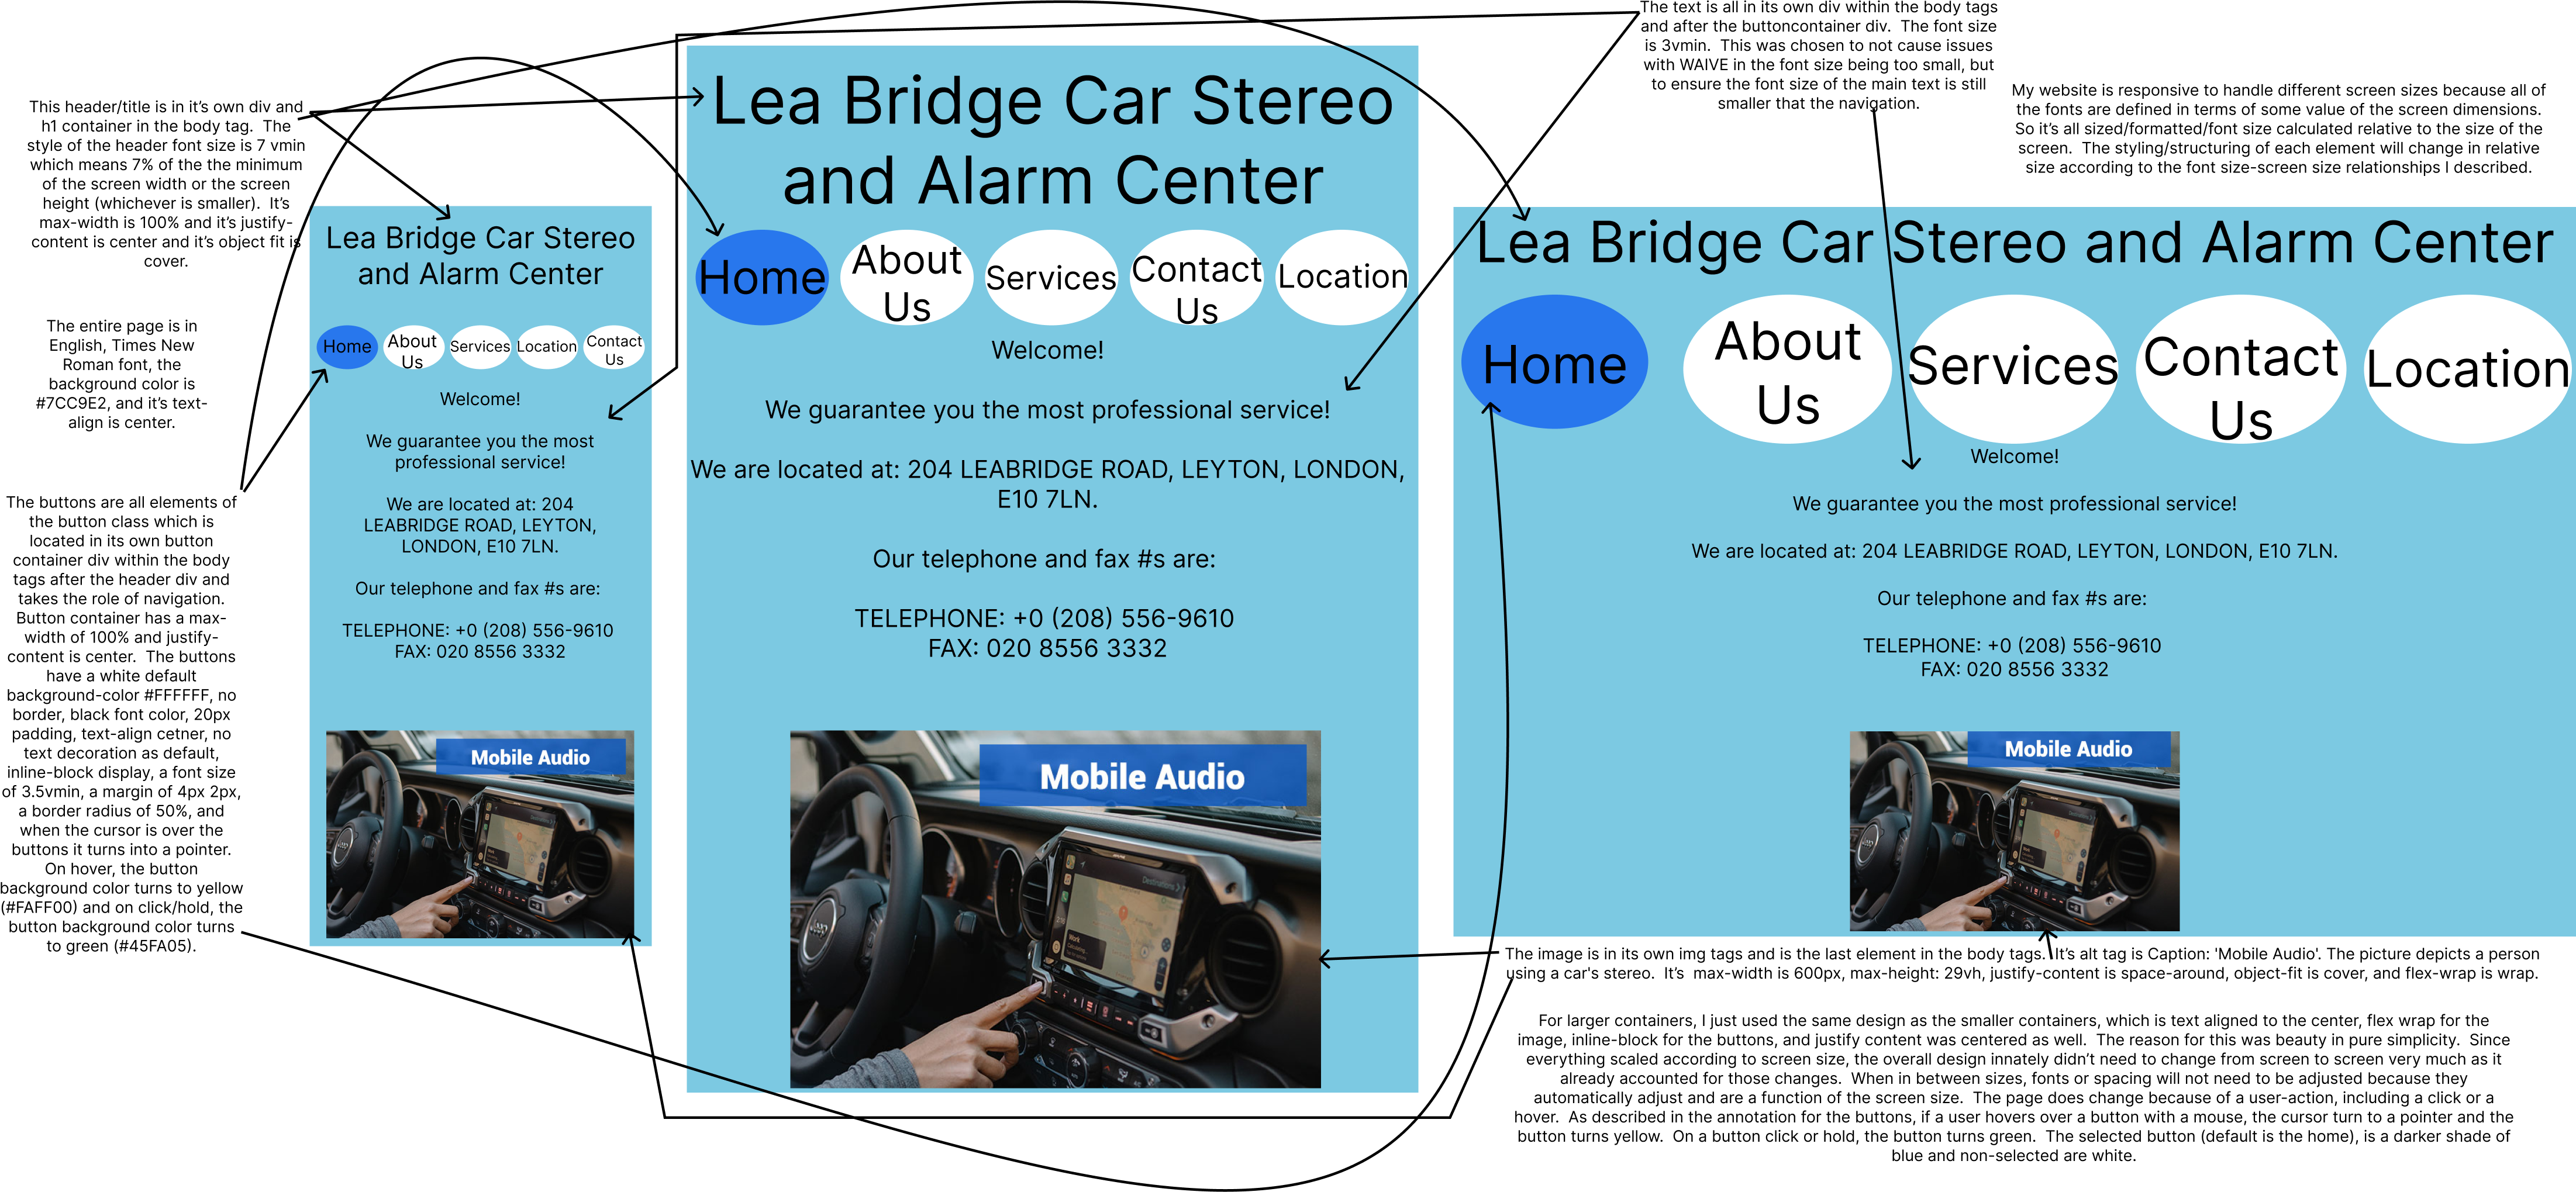 This header/title is in it's own div and
h1 container in the body tag.  The
style of the header font size is 7 vmin
which means 7% of the the minimum
of the screen width or the screen
height (whichever is smaller).  It's
max-width is 100% and it's justify-
content is center and it's object fit is
cover.
The entire page is in
English, Times New
Roman font, the
background color is
#7CC9E2, and it's text-
align is center.
The buttons are all elements of
the button class which is
located in its own button
container div within the body
tags after the header div and
takes the role of navigation.
Button container has a max-
width of 100% and justify-
content is center.  The buttons
have a white default
background-color #FFFFFF, no
border, black font color, 20px
padding, text-align cetner, no
text decoration as default,
inline-block display, a font size
of 3.5vmin, a margin of 4px 2px,
a border radius of 50%, and
when the cursor is over the
buttons it turns into a pointer.
On hover, the button
background color turns to yellow
(#FAFF00) and on click/hold, the
button background color turns
to green (#45FA05).
Lea Bridge Car Stereo
and Alarm Center
Home
About
Us
Services
Location
Contact
Us
Welcome!
We guarantee you the most
professional service!
We are located at: 204
LEABRIDGE ROAD, LEYTON,
LONDON, E10 7LN.
Our telephone and fax #s are:
TELEPHONE: +0 (208) 556-9610
FAX: 020 8556 3332
Mobile Audio
Lea Bridge Car Stereo
and Alarm Center
Home
About
Us
Services
Contact
Us
Location
Welcome!
We guarantee you the most professional service!
We are located at: 204 LEABRIDGE ROAD, LEYTON, LONDON,
E10 7LN.
Our telephone and fax #s are:
TELEPHONE: +0 (208) 556-9610
FAX: 020 8556 3332
Mobile Audio
Destinations
Work
Jeep
The text is all in its own div within the body tags
and after the buttoncontainer div.  The font size
is 3vmin.  This was chosen to not cause issues
with WAIVE in the font size being too small, but
to ensure the font size of the main text is still
smaller that the navigation.
My website is responsive to handle different screen sizes because all of
the fonts are defined in terms of some value of the screen dimensions.
So it's all sized/formatted/font size calculated relative to the size of the
screen.  The styling/structuring of each element will change in relative
size according to the font size-screen size relationships I described.
Lea Bridge Car Stereo and Alarm Center
Home
About
Us
Services
Contact
Us
Location
Welcome!
We guarantee you the most professional service!
We are located at: 204 LEABRIDGE ROAD, LEYTON, LONDON, E10 7LN.
Our telephone and fax #s are:
TELEPHONE: +0 (208) 556-9610
FAX: 020 8556 3332
Mobile Audio
The image is in its own img tags and is the last element in the body tags.  It's alt tag is Caption: 'Mobile Audio'. The picture depicts a person
using a car's stereo.  It's  max-width is 600px, max-height: 29vh, justify-content is space-around, object-fit is cover, and flex-wrap is wrap.
For larger containers, I just used the same design as the smaller containers, which is text aligned to the center, flex wrap for the
image, inline-block for the buttons, and justify content was centered as well.  The reason for this was beauty in pure simplicity.  Since
everything scaled according to screen size, the overall design innately didn't need to change from screen to screen very much as it
already accounted for those changes.  When in between sizes, fonts or spacing will not need to be adjusted because they
automatically adjust and are a function of the screen size.  The page does change because of a user-action, including a click or a
hover.  As described in the annotation for the buttons, if a user hovers over a button with a mouse, the cursor turn to a pointer and the
button turns yellow.  On a button click or hold, the button turns green.  The selected button (default is the home), is a darker shade of
blue and non-selected are white.